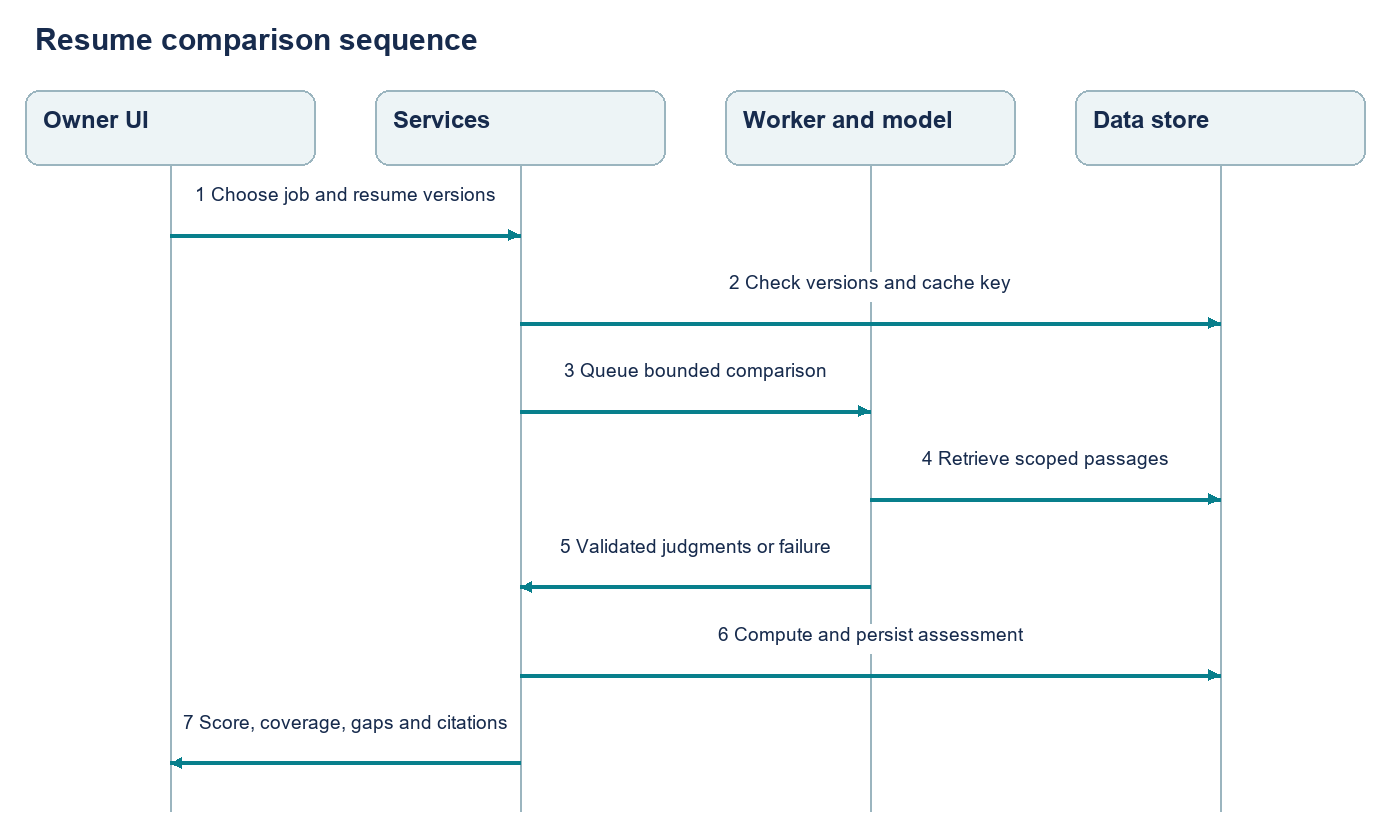 Resume comparison sequence
Owner UI
Services
Worker and model
Data store
1 Choose job and resume versions
2 Check versions and cache key
3 Queue bounded comparison
4 Retrieve scoped passages
5 Validated judgments or failure
6 Compute and persist assessment
7 Score, coverage, gaps and citations